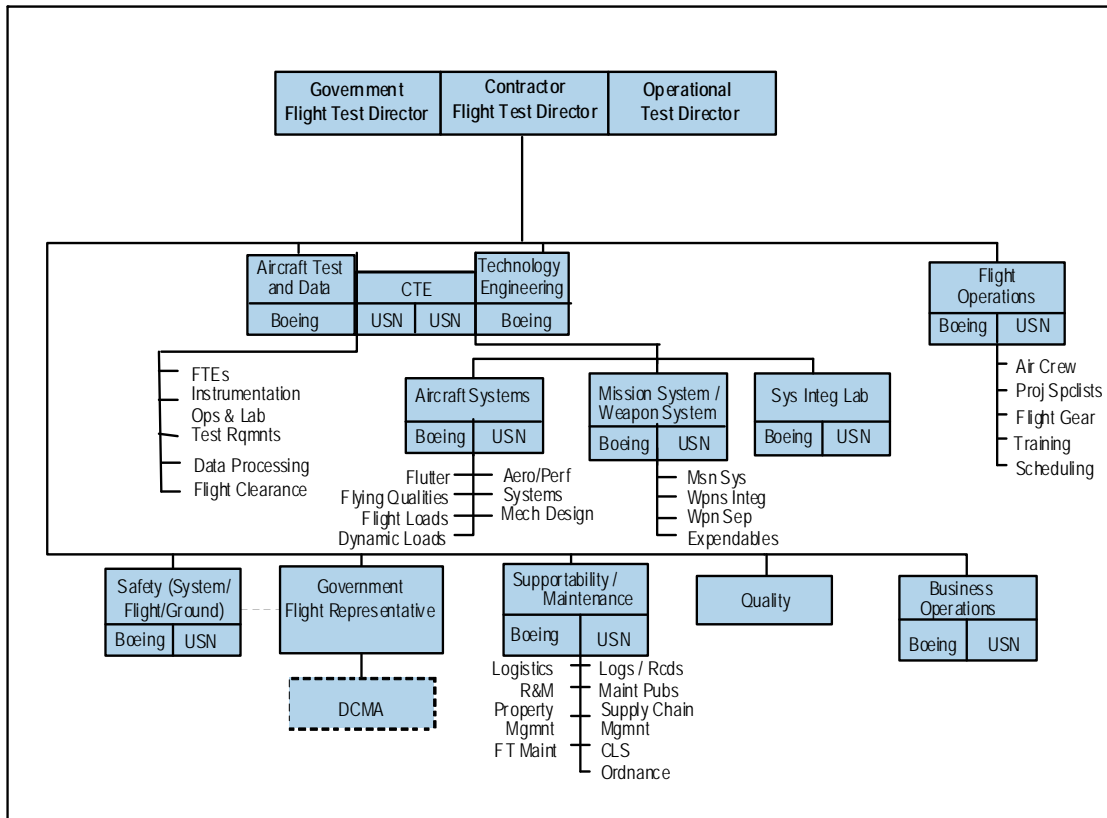 Government
Flight Test Director
Contractor
Flight Test Director
Operational
Test Director
Aircraft Test
and Data
Boeing
CTE
USN
USN
Technology
Engineering
Boeing
Flight
Operations
Boeing
USN
FTEs
Instrumentation
Ops & Lab
Test Rqmnts
Data Processing
Flight Clearance
Aircraft Systems
Boeing
USN
Flutter
Flying Qualities
Flight Loads
Dynamic Loads
Aero/Perf
Systems
Mech Design
Mission System /
Weapon System
Boeing
USN
Msn Sys
Wpns Integ
Wpn Sep
Expendables
Sys Integ Lab
Boeing
USN
Air Crew
Proj Spclists
Flight Gear
Training
Scheduling
Safety (System/
Flight/Ground)
Boeing
USN
Government
Flight Representative
DCMA
Supportability /
Maintenance
Boeing
USN
Logistics
R&M
Property
Mgmnt
FT Maint
Logs / Rcds
Maint Pubs
Supply Chain
Mgmnt
CLS
Ordnance
Quality
Business
Operations
Boeing
USN